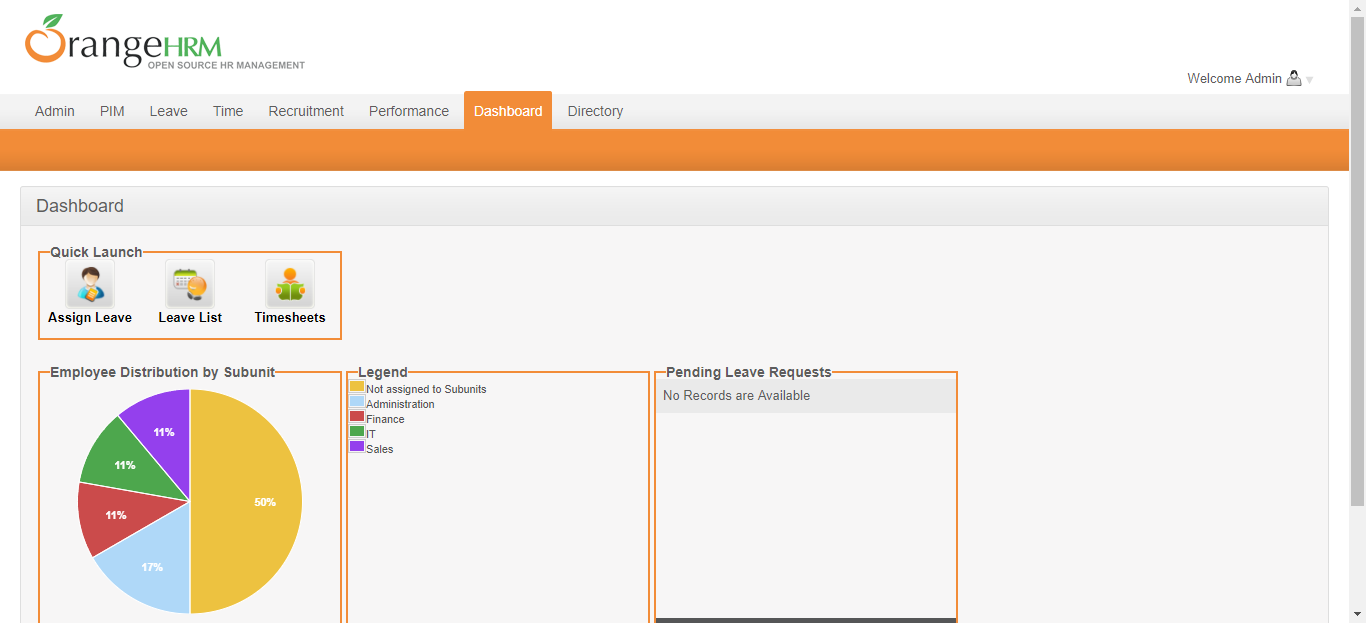 OrangeHRM
OPEN SOURCE HR MANAGEMENT
Welcome Admin
Admin PIM Leave Time Recruitment Performance Dashboard Directory
Dashboard
Quick Launch
Assign Leave Leave List Timesheets
Employee Distribution by Subunit
11%
11%
50%
11%
17%
Legend
Not assigned to Subunits
Administration
Finance
IT
Sales
Pending Leave Requests
No Records are Available